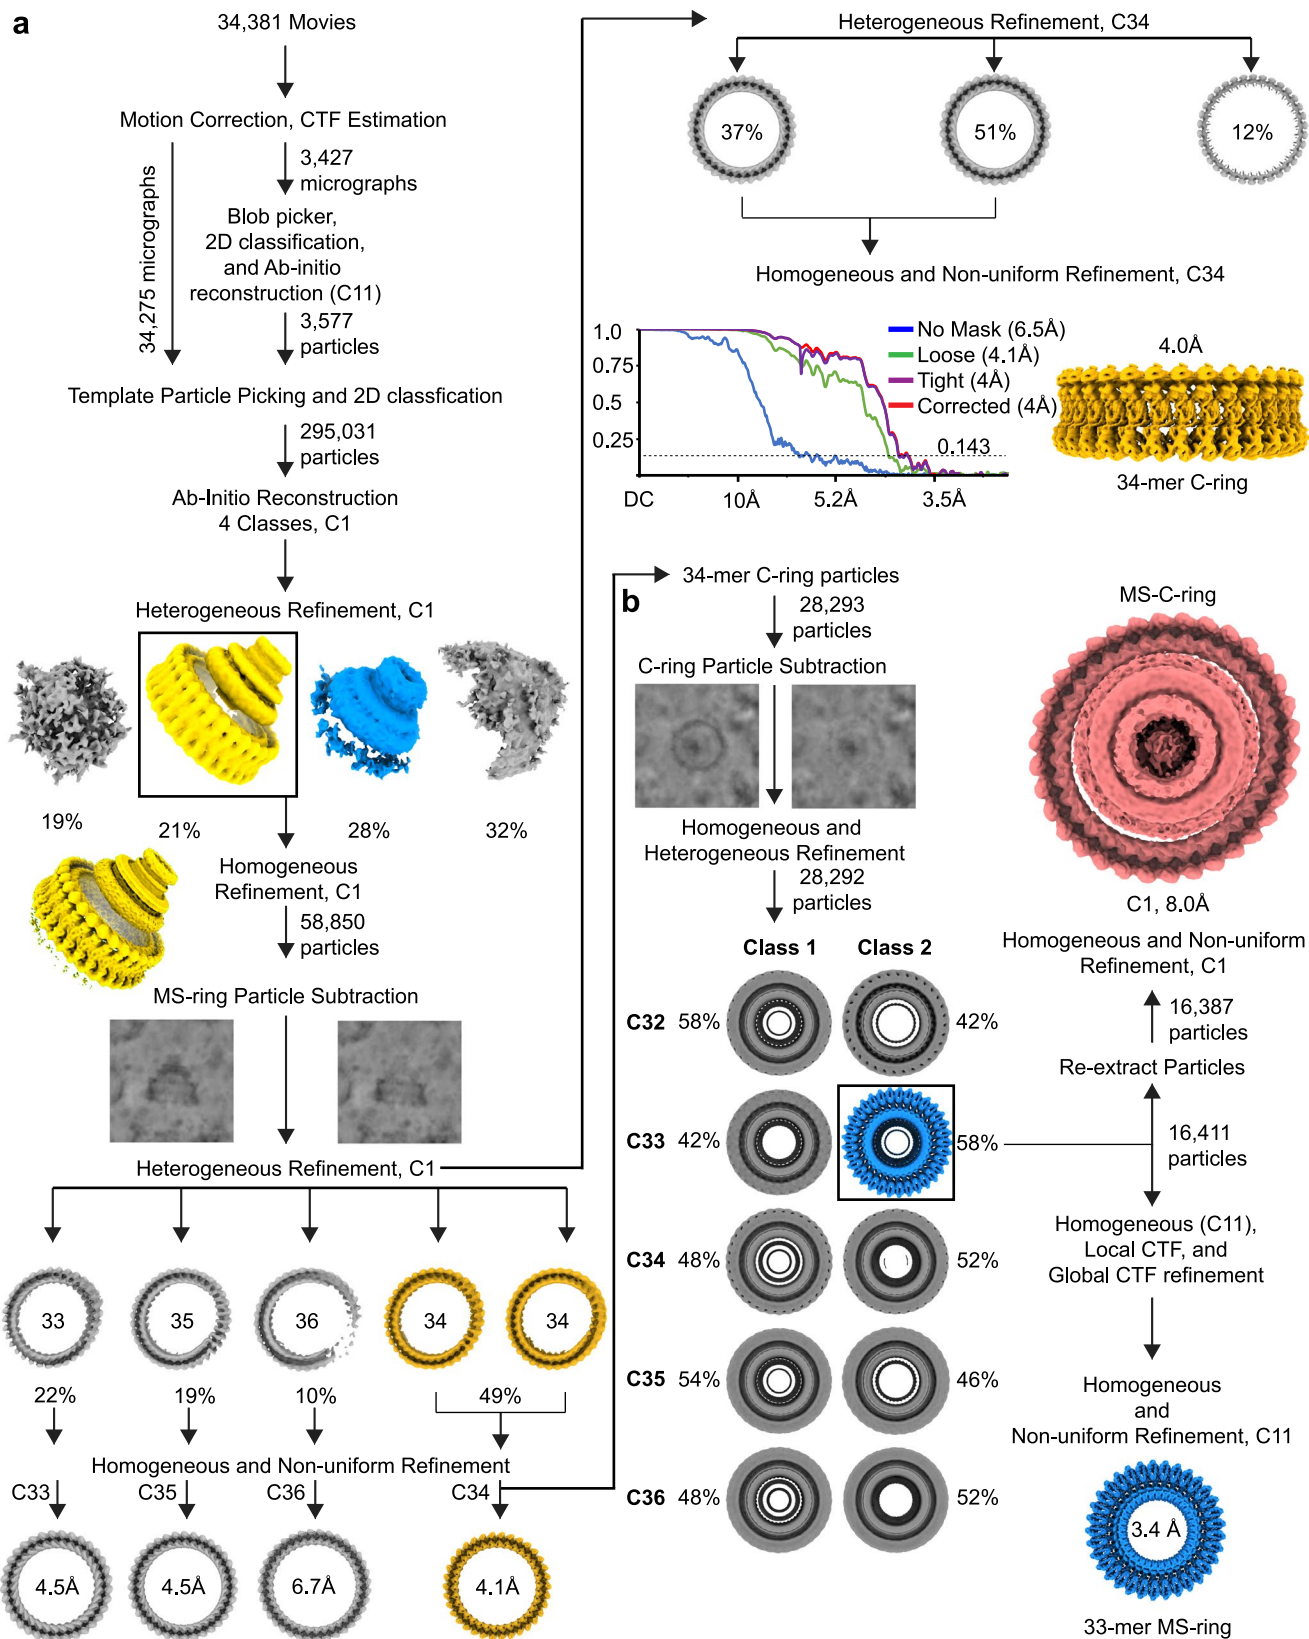 a
34,381 Movies
Motion Correction, CTF Estimation
34,275 micrographs
3,427
micrographs
Blob picker,
2D classification,
and Ab-initio
reconstruction (C11)
3,577
particles
Template Particle Picking and 2D classfication
295,031
particles
Ab-Initio Reconstruction
4 Classes, C1
Heterogeneous Refinement, C1
19%
21%
28%
32%
Homogeneous
Refinement, C1
58,850
particles
MS-ring Particle Subtraction
Heterogeneous Refinement, C1
33
35
36
34
34
22%
19%
10%
49%
Homogeneous and Non-uniform Refinement
C33
C35
C36
C34
4.5Å
4.5Å
6.7Å
4.1Å
Heterogeneous Refinement, C34
37%
51%
12%
Homogeneous and Non-uniform Refinement, C34
1.0
0.75
0.5
0.25
No Mask (6.5Å)
Loose (4.1Å)
Tight (4Å)
Corrected (4Å)
0.143
DC
10Å
5.2Å
3.5Å
4.0Å
34-mer C-ring
b
34-mer C-ring particles
28,293
particles
C-ring Particle Subtraction
Homogeneous and
Heterogeneous Refinement
28,292
particles
Class 1
Class 2
C32
58%
42%
C33
42%
58%
C34
48%
52%
C35
54%
46%
C36
48%
52%
MS-C-ring
C1, 8.0Å
Homogeneous and Non-uniform
Refinement, C1
16,387
particles
Re-extract Particles
16,411
particles
Homogeneous (C11),
Local CTF, and
Global CTF refinement
Homogeneous
and
Non-uniform Refinement, C11
3.4 Å
33-mer MS-ring